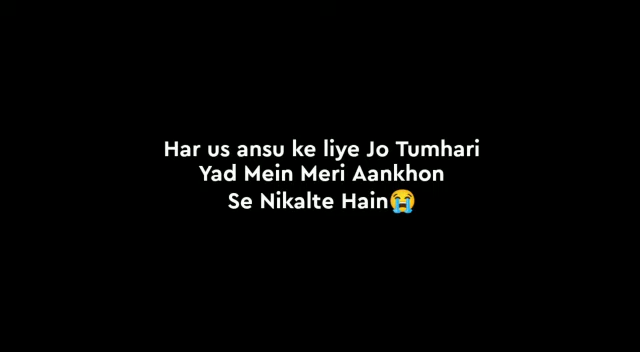 Har us ansu ke liye Jo Tumhari
Yad Mein Meri Aankhon
Se Nikalte Hain😭